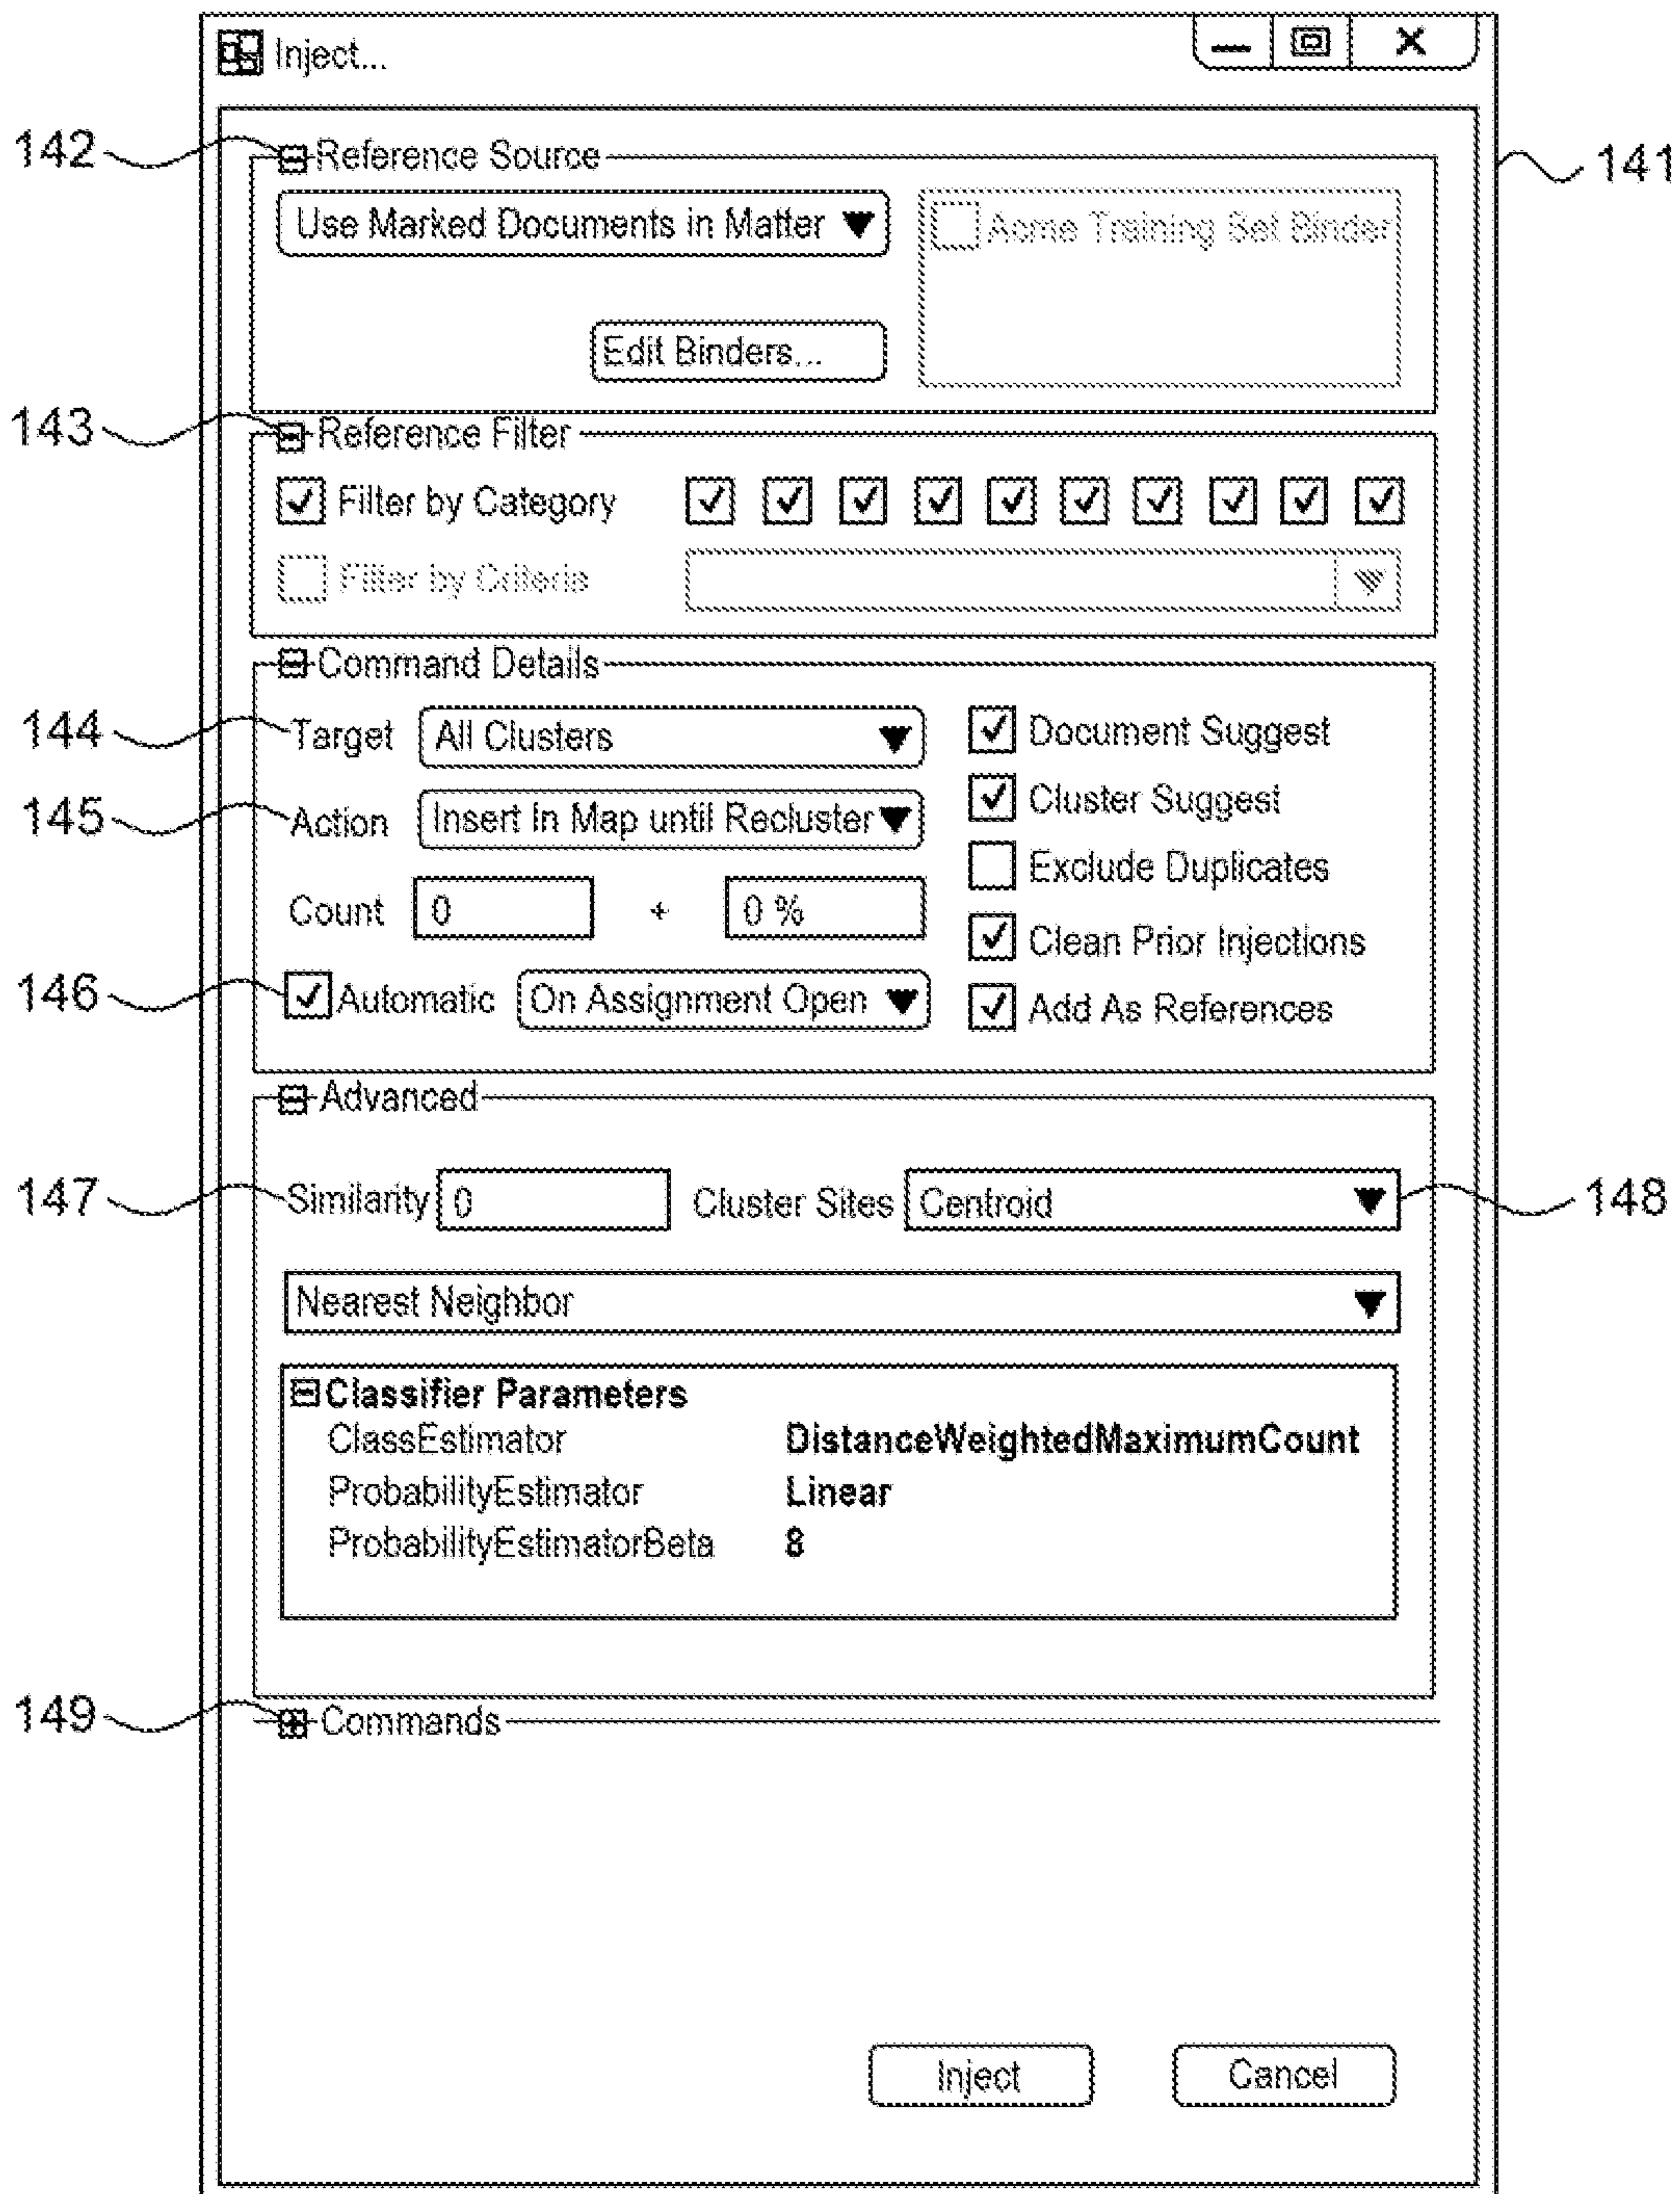 Inject...
142
Reference Source
141
Use Marked Documents in Matter
Acme Training Set Binder
Edit Binders...
143
Reference Filter
Filter by Category
Filter by Criteria
Command Details
144
Target
All Clusters
Document Suggest
145
Action
Insert In Map until Recluster
Cluster Suggest
Exclude Duplicates
Count
0
+
0 %
Clean Prior Injections
146
Automatic
On Assignment Open
Add As References
Advanced
147
Similarity
0
Cluster Sites
Centroid
148
Nearest Neighbor
Classifier Parameters
ClassEstimator DistanceWeightedMaximumCount
ProbabilityEstimator Linear
ProbabilityEstimatorBeta 8
149
Commands
Inject
Cancel